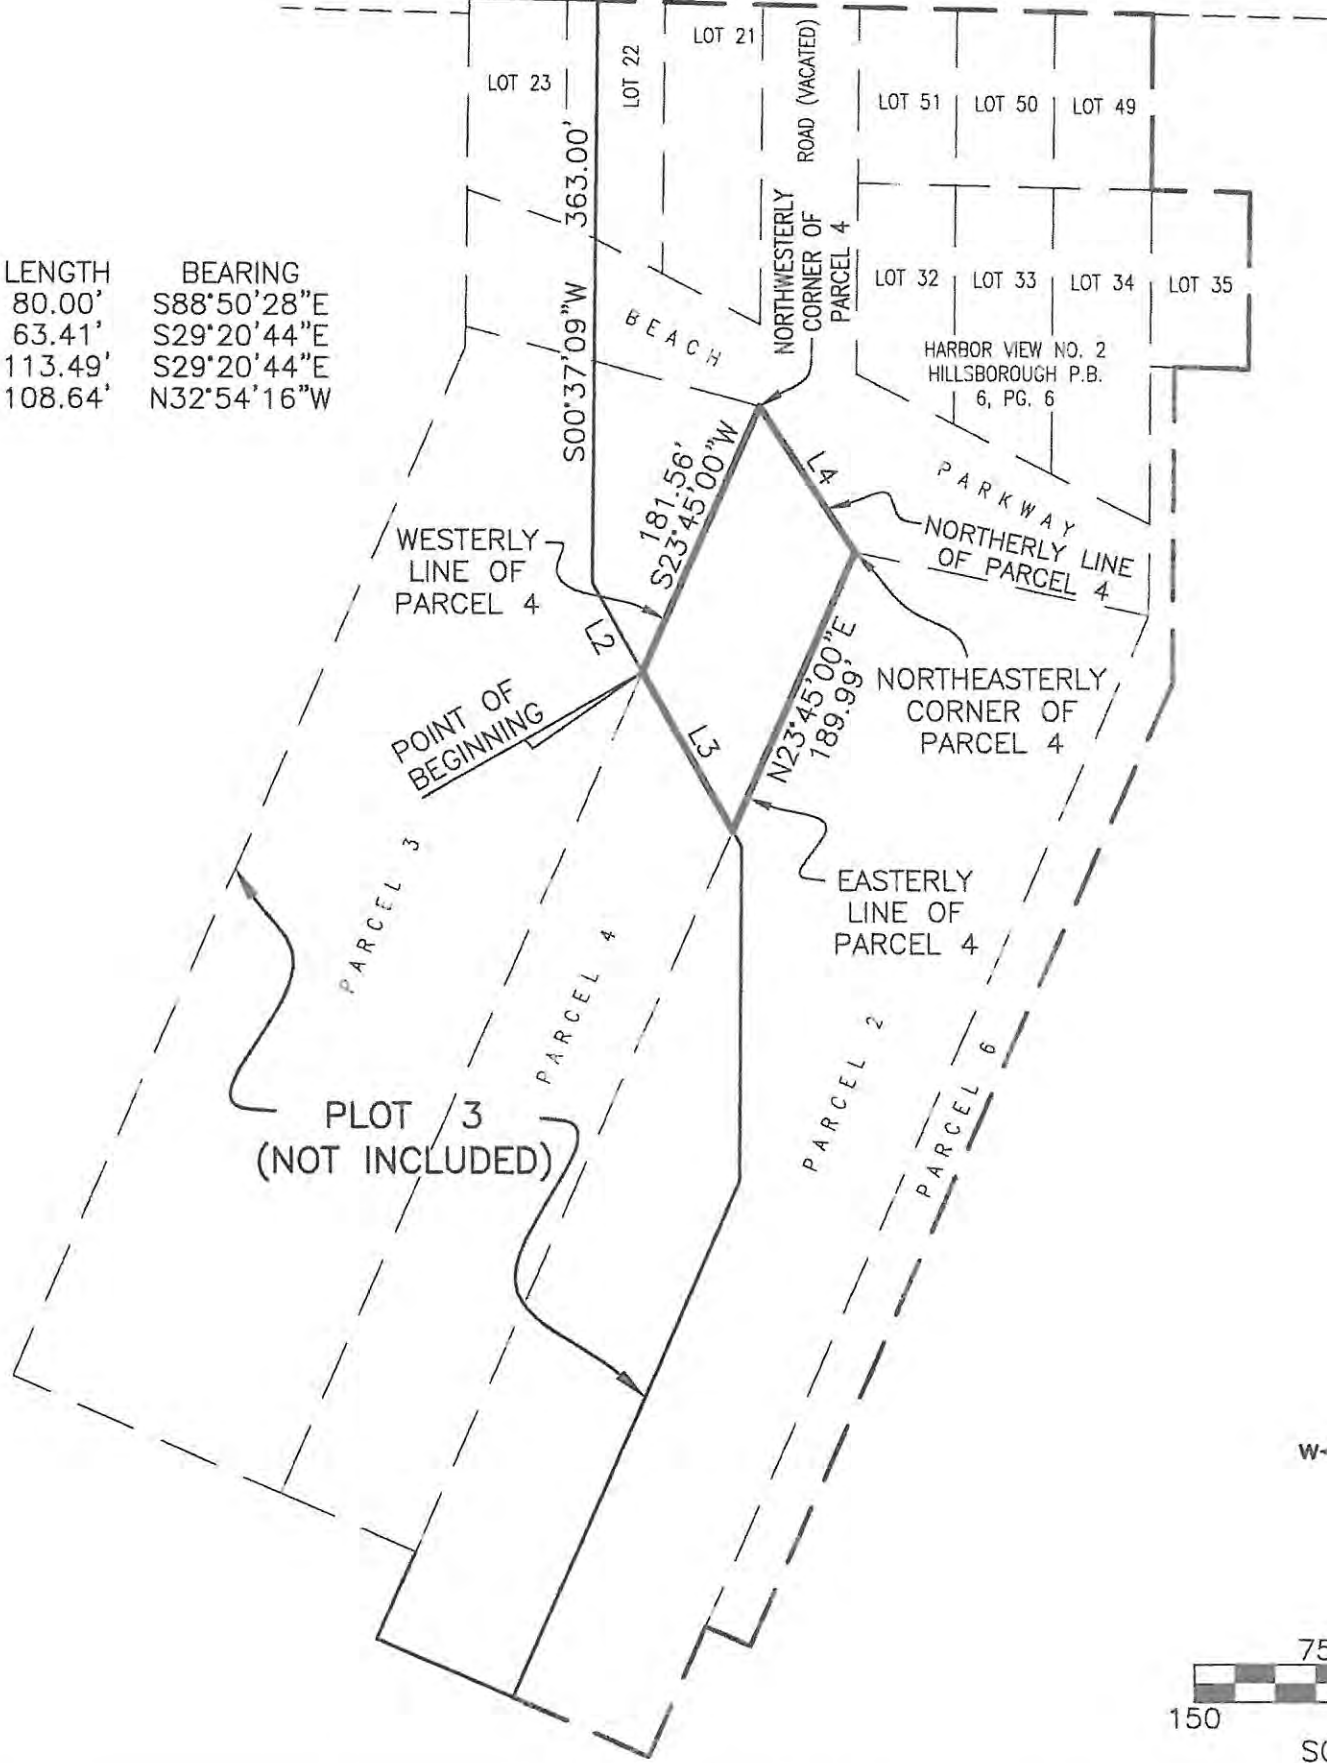 LOT 23
LOT 22
LOT 21
ROAD (VACATED)
LOT 51
LOT 50
LOT 49
363.00'
S00°37'09"W
LENGTH BEARING
80.00' S88°50'28"E
63.41' S29°20'44"E
113.49' S29°20'44"E
108.64' N32°54'16"W
BEACH
NORTHWESTERLY
CORNER OF
PARCEL 4
LOT 32
LOT 33
LOT 34
LOT 35
HARBOR VIEW NO. 2
HILLSBOROUGH P.B.
6, PG. 6
PARKWAY
L4
181.56'
S23°45'00"W
WESTERLY
LINE OF
PARCEL 4
NORTHERLY LINE
OF PARCEL 4
L2
POINT OF
BEGINNING
L3
N23°45'00"E
189.99'
NORTHEASTERLY
CORNER OF
PARCEL 4
EASTERLY
LINE OF
PARCEL 4
PARCEL 3
PARCEL 4
PARCEL 2
PARCEL 6
PLOT 3
(NOT INCLUDED)
W
75
150